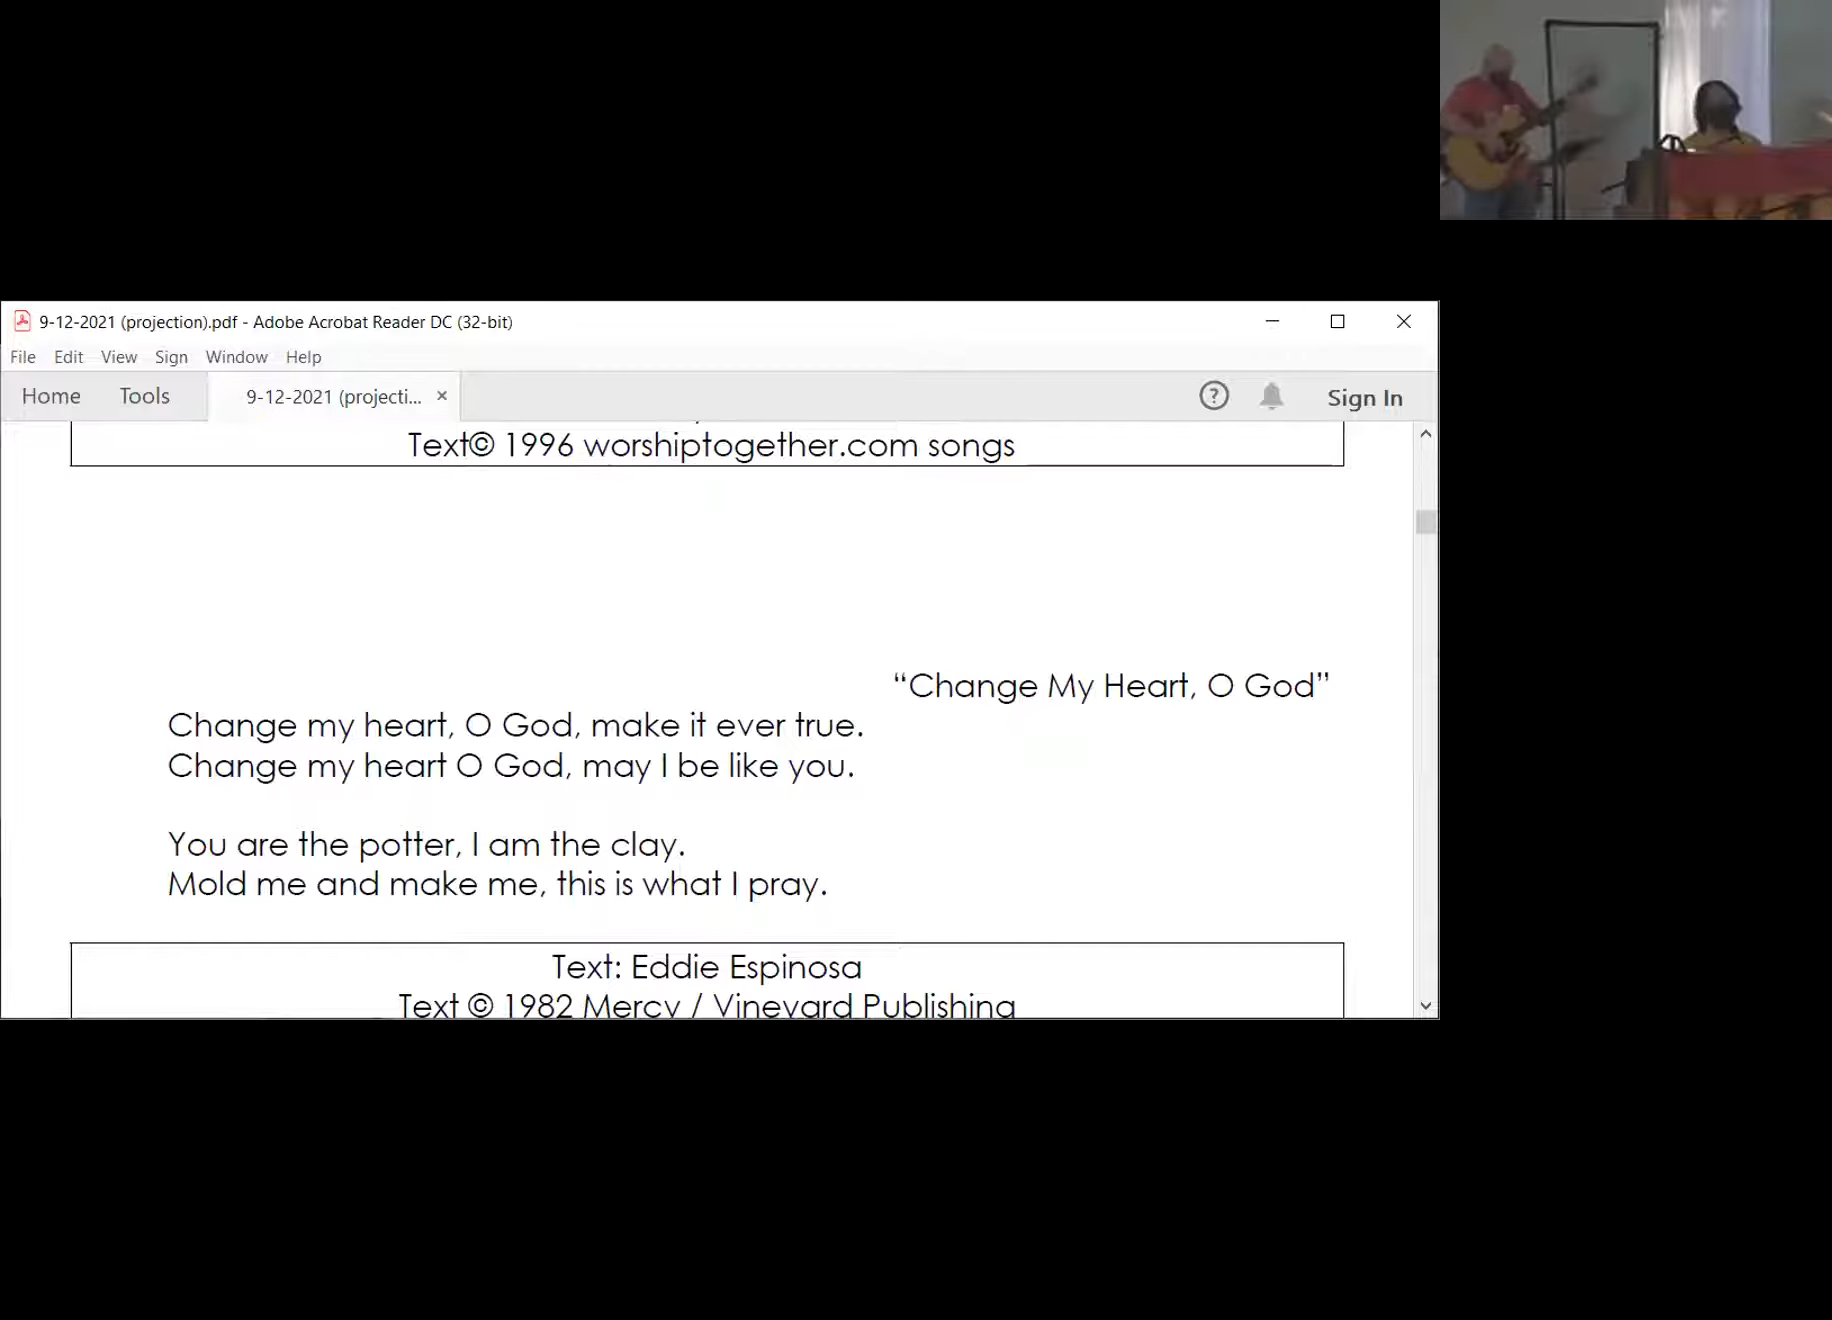 9-12-2021 (projection).pdf - Adobe Acrobat Reader DC (32-bit)
File Edit View Sign Window Help
Home Tools 9-12-2021 (projecti... × ? Sign In
Text© 1996 worshiptogether.com songs
“Change My Heart, O God”
Change my heart, O God, make it ever true.
Change my heart O God, may I be like you.
You are the potter, I am the clay.
Mold me and make me, this is what I pray.
Text: Eddie Espinosa
Text © 1982 Mercy / Vineyard Publishing